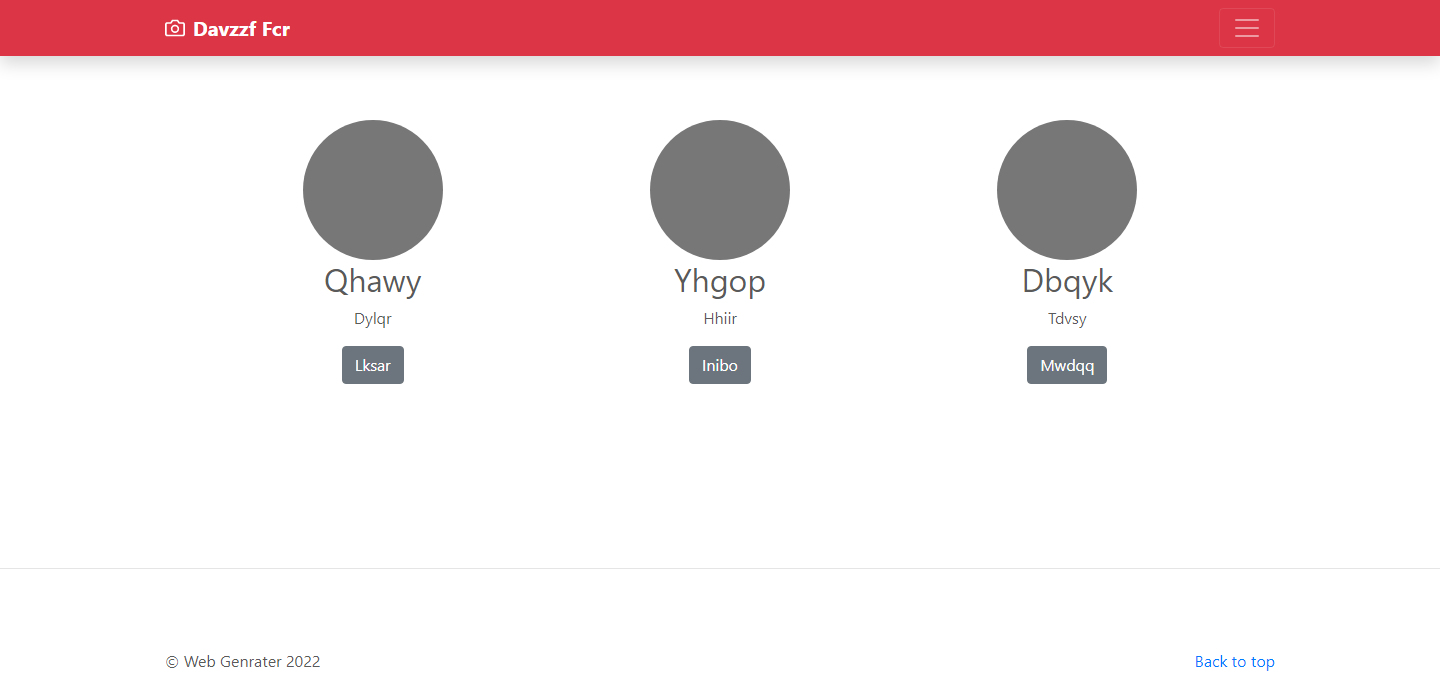 Davzzf Fcr
Qhawy
Yhgop
Dbqyk
Dylqr
Hhiir
Tdvsy
Lksar
Inibo
Mwdqq
© Web Genrater 2022
Back to top